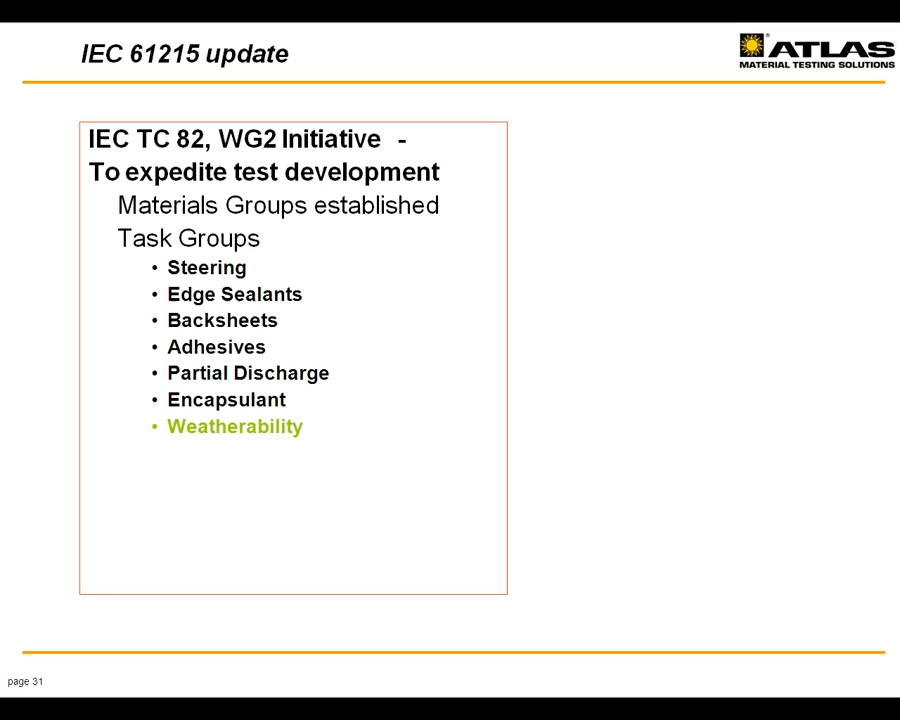 IEC 61215 update
ATLAS
MATERIAL TESTING SOLUTIONS
IEC TC 82, WG2 Initiative -
To expedite test development
Materials Groups established
Task Groups
• Steering
• Edge Sealants
• Backsheets
• Adhesives
• Partial Discharge
• Encapsulant
• Weatherability
page 31